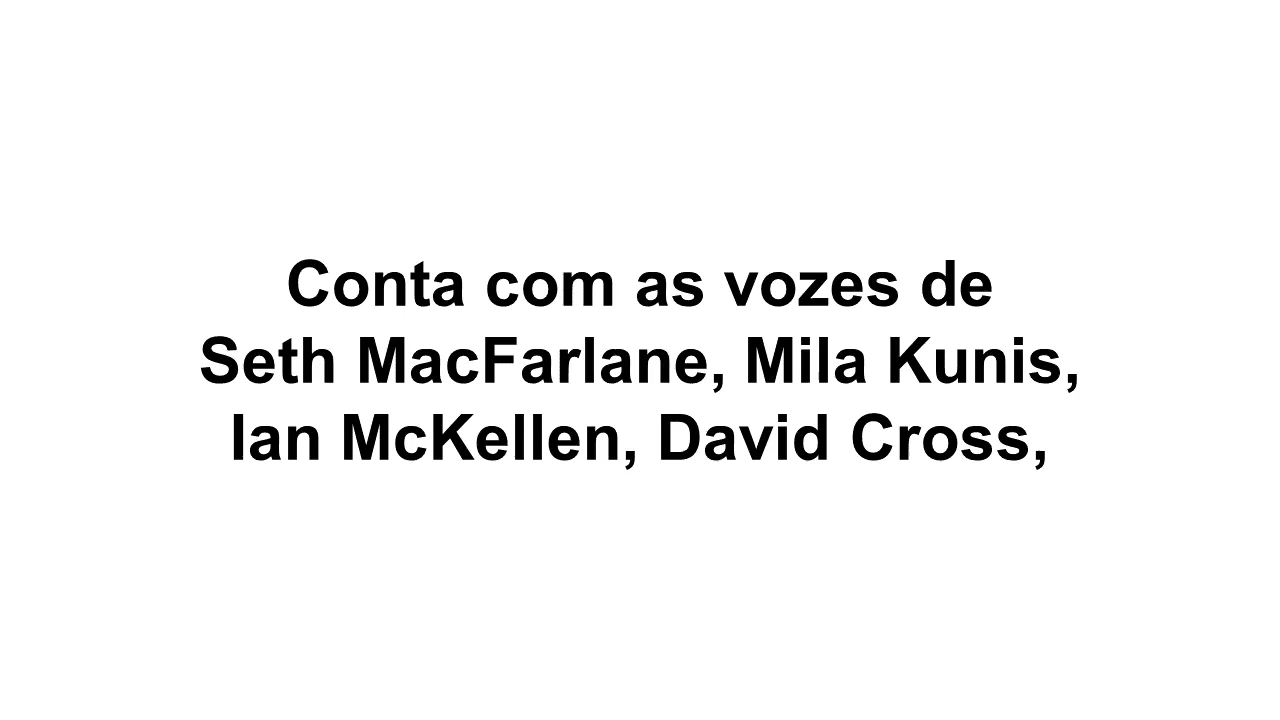 Conta com as vozes de
Seth MacFarlane, Mila Kunis,
Ian McKellen, David Cross,